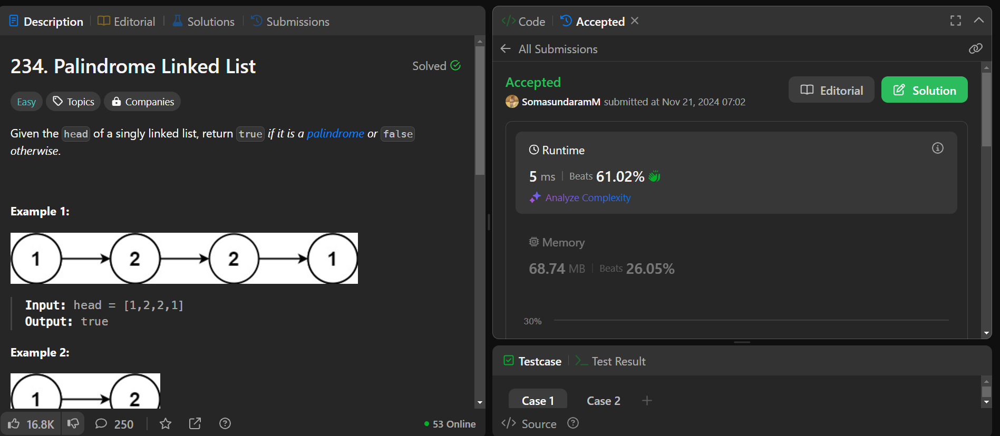 Description | Editorial | Solutions | Submissions
234. Palindrome Linked List
Solved
Easy Topics Companies
Given the head of a singly linked list, return true if it is a palindrome or false
otherwise.
Example 1:
1 2 2 1
Input: head = [1,2,2,1]
Output: true
Example 2:
1 2
16.8K 250 53 Online
Code | Accepted
All Submissions
Accepted
Editorial Solution
SomasundaramM submitted at Nov 21, 2024 07:02
Runtime
5 ms | Beats 61.02%
Analyze Complexity
Memory
68.74 MB | Beats 26.05%
30%
Testcase | Test Result
Case 1 Case 2 +
Source